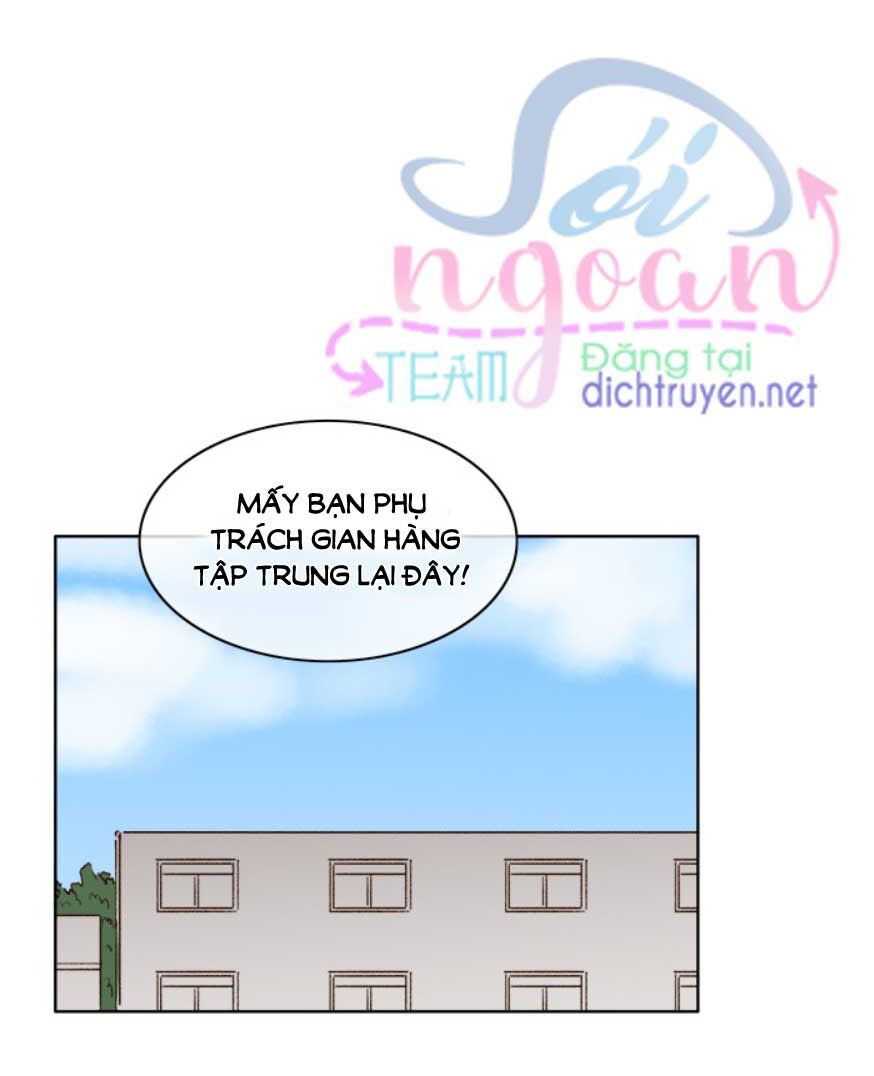 Sói
ngoan
TEAM
Đăng tại
dichtruyen.net
MẤY BẠN PHỤ
TRÁCH GIAN HÀNG
TẬP TRUNG LẠI ĐÂY!